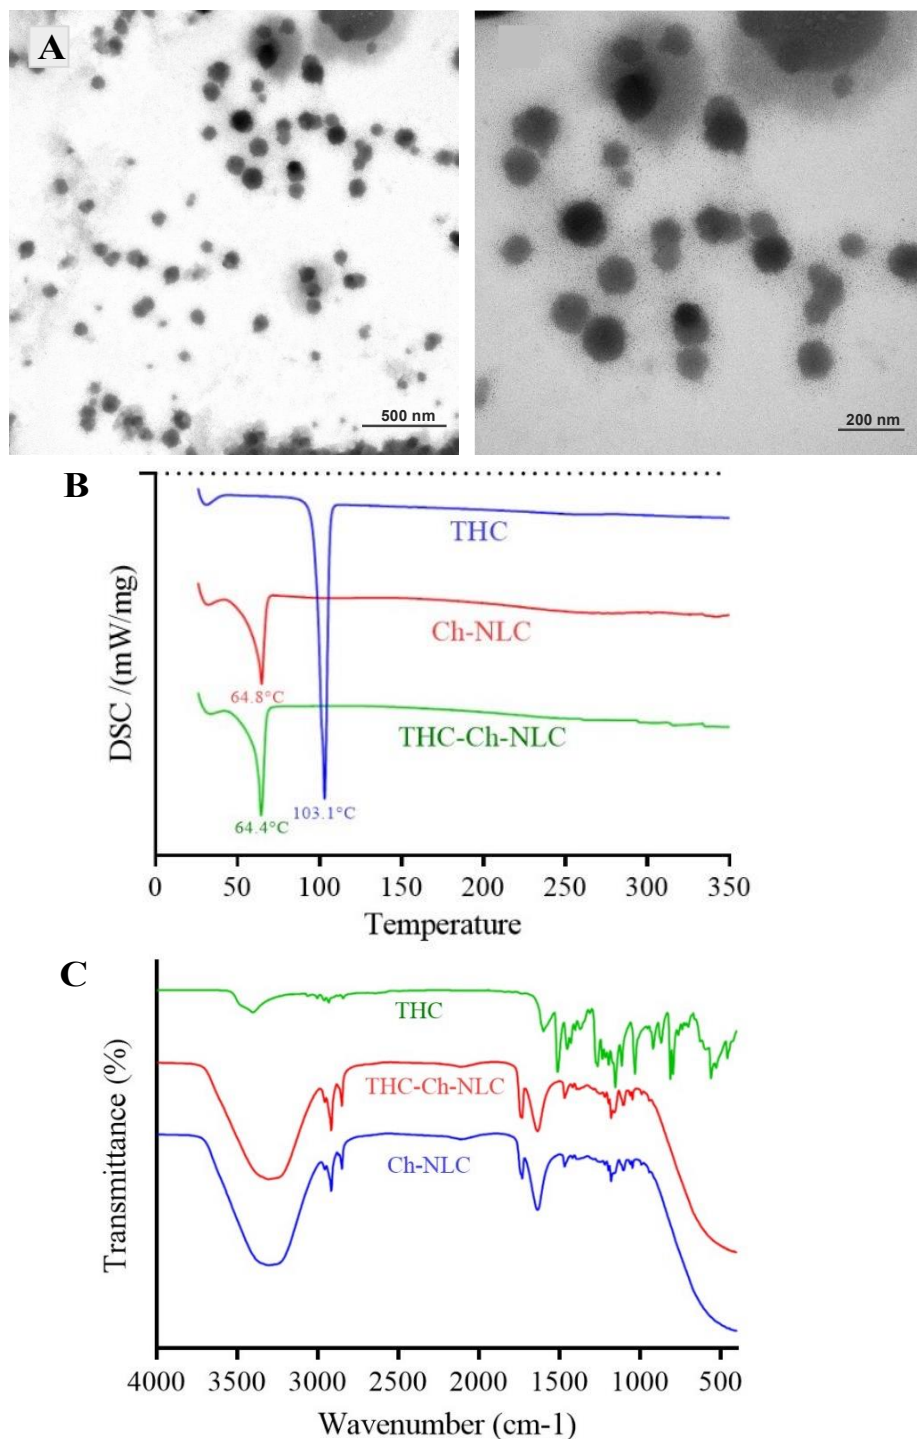 A
500 nm
200 nm
B
DSC /(mW/mg)
THC
Ch-NLC
64.8°C
THC-Ch-NLC
103.1°C
64.4°C
0 50 100 150 200 250 300 350
Temperature
C
Transmittance (%)
THC
THC-Ch-NLC
Ch-NLC
4000 3500 3000 2500 2000 1500 1000 500
Wavenumber (cm-1)